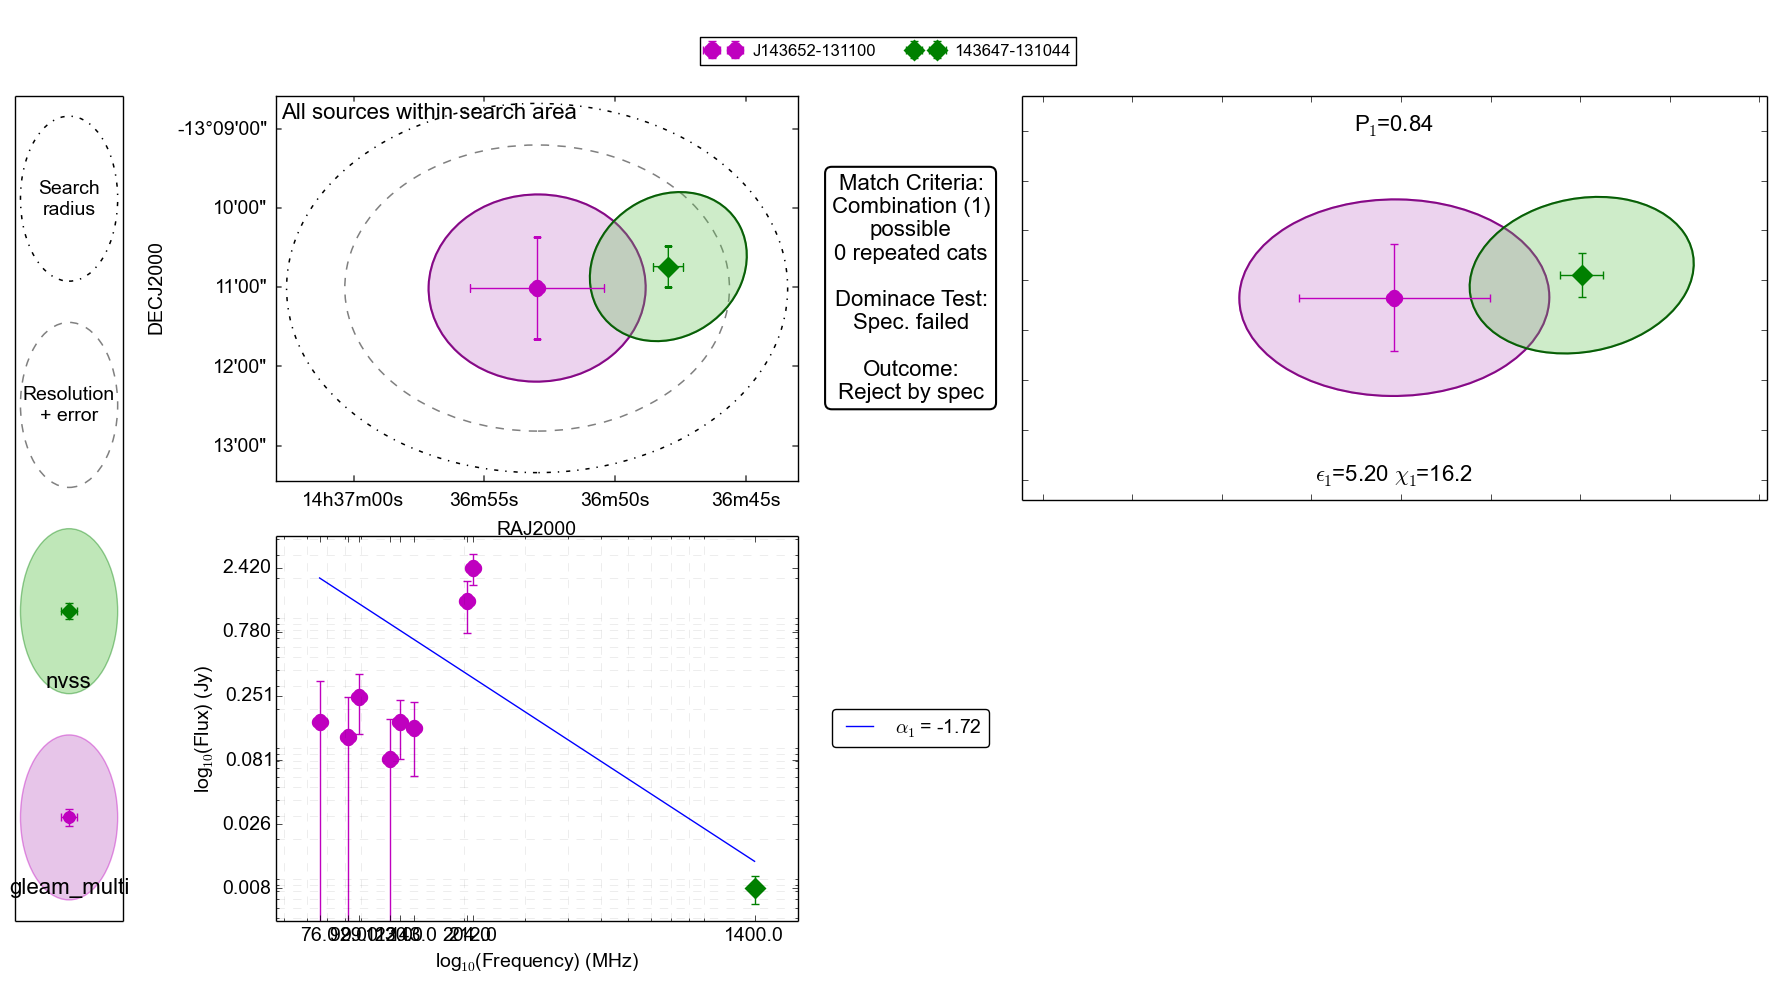 J143652-131100
143647-131044
Search
radius
Resolution
+ error
nvss
gleam_multi
All sources within search area
DECJ2000
-13°09'00"
10'00"
11'00"
12'00"
13'00"
14h37m00s
36m55s
36m50s
36m45s
RAJ2000
Match Criteria:
Combination (1)
possible
0 repeated cats
Dominace Test:
Spec. failed
Outcome:
Reject by spec
P₁=0.84
ϵ₁=5.20 χ₁=16.2
log₁₀(Flux) (Jy)
2.420
0.780
0.251
0.081
0.026
0.008
76.0
1400.0
log₁₀(Frequency) (MHz)
α₁ = -1.72